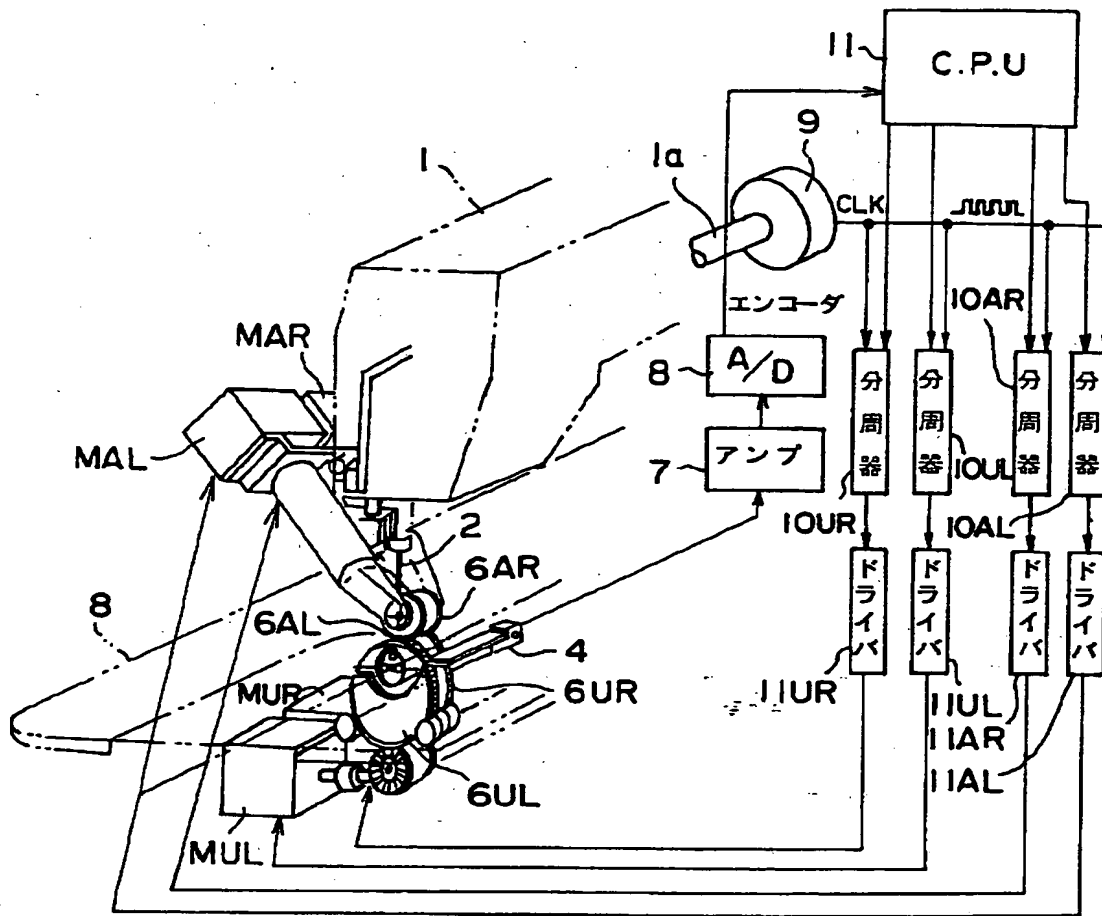 11
C.P.U
9
1a
1
CLK
エンコーダ
10AR
MAR
8
A/D
分周器
分周器
分周器
分周器
MAL
7
アンプ
10UL
10UR
10AL
2
6AR
ドライバ
ドライバ
ドライバ
ドライバ
8
6AL
4
MUR
6UR
11UR
11UL
11AR
11AL
6UL
MUL